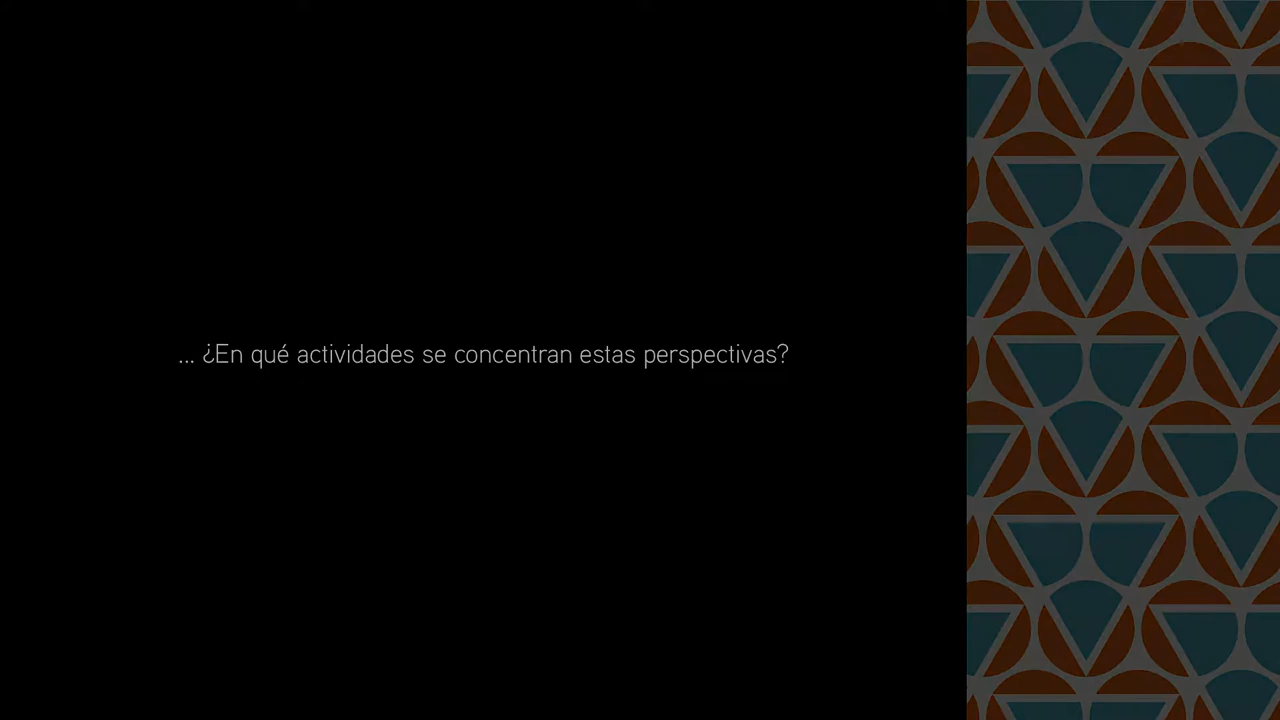 ... ¿En qué actividades se concentran estas perspectivas?